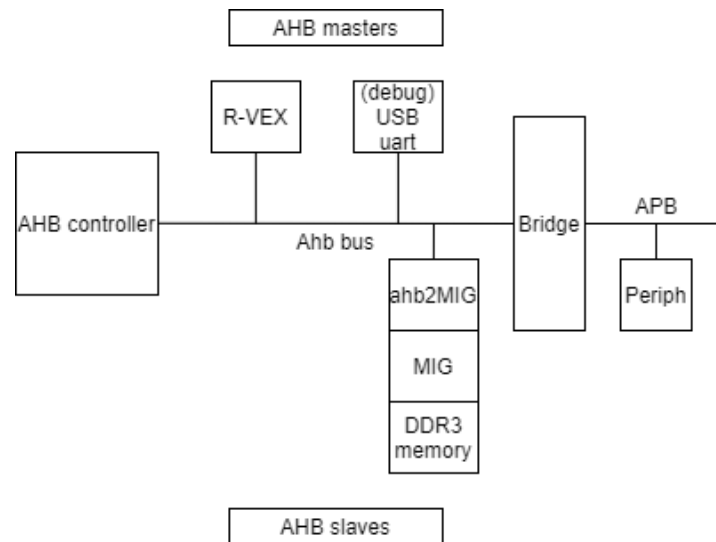 AHB masters
R-VEX
(debug)
USB
uart
AHB controller
Ahb bus
Bridge
APB
ahb2MIG
Periph
MIG
DDR3
memory
AHB slaves